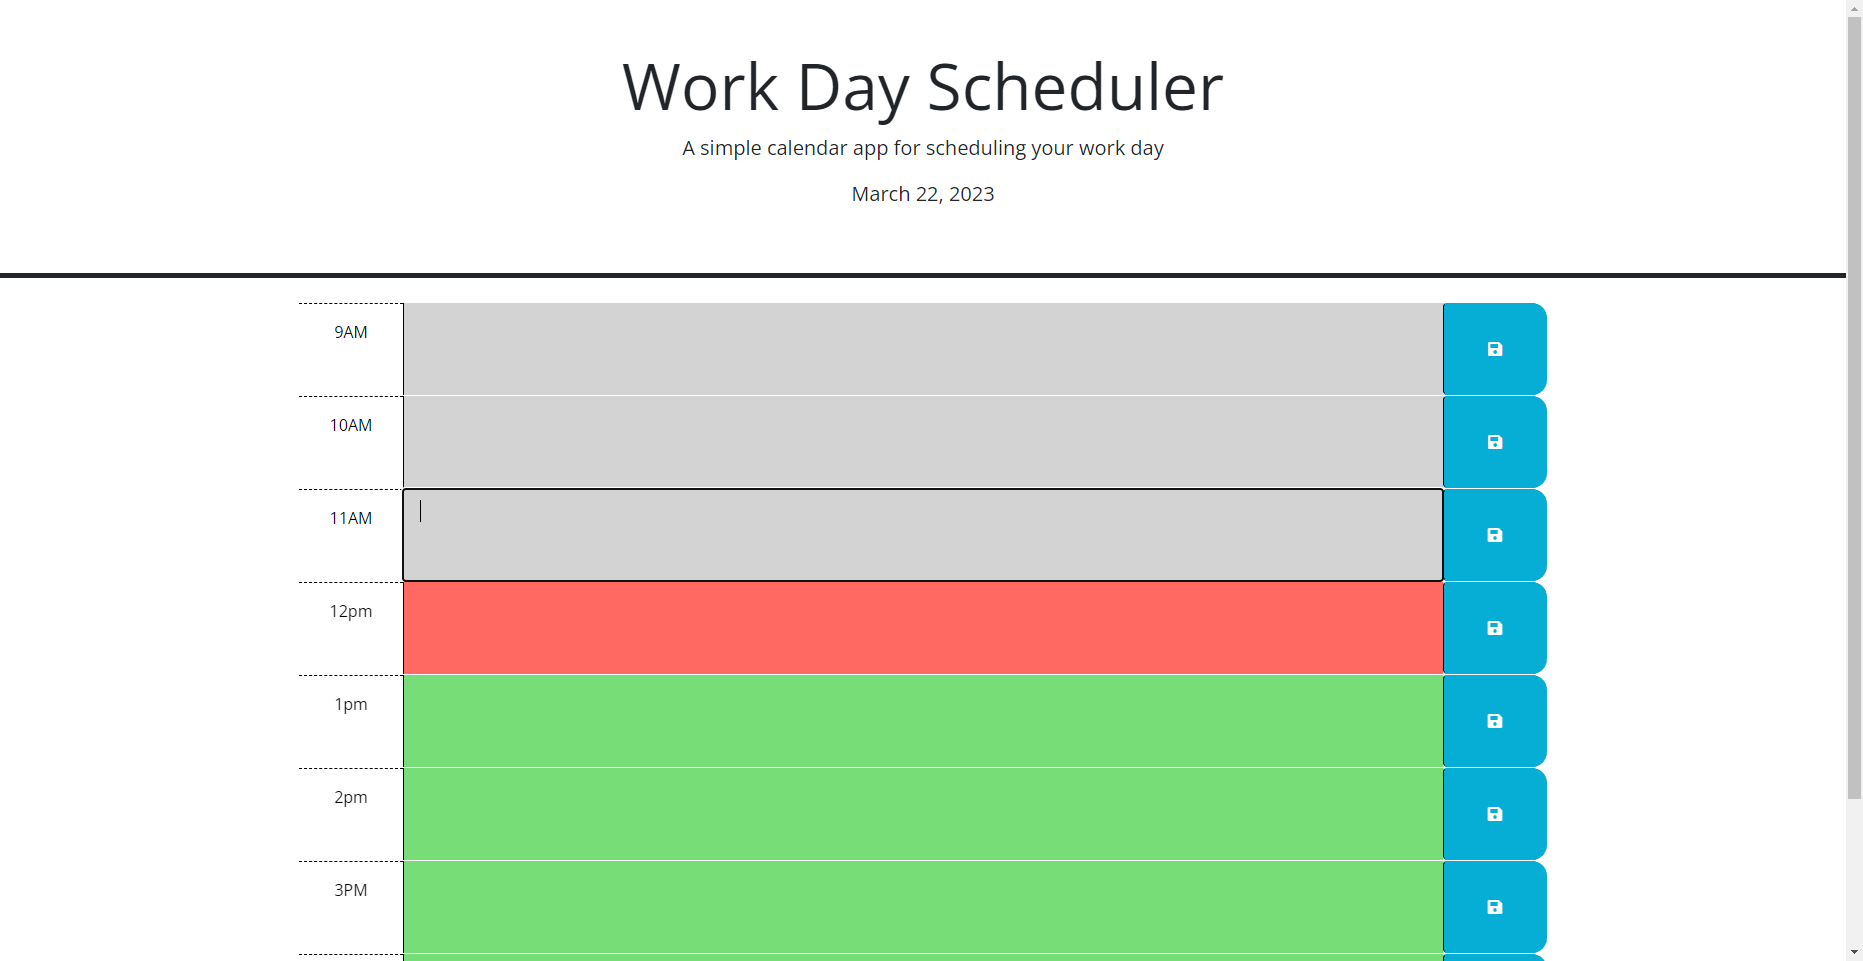 Work Day Scheduler
A simple calendar app for scheduling your work day
March 22, 2023
9AM
10AM
11AM
12pm
1pm
2pm
3PM